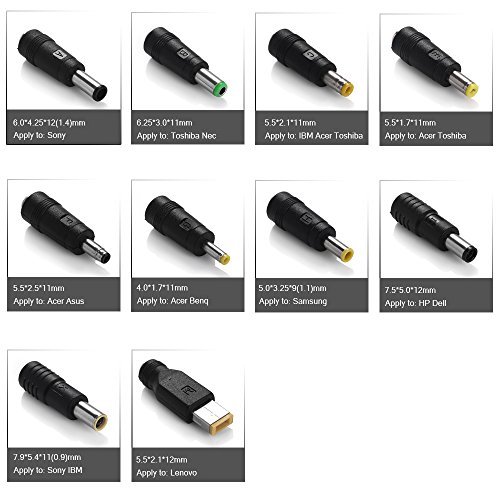 6.0*4.25*12(1.4)mm
Apply to: Sony
6.25*3.0*11mm
Apply to: Toshiba Nec
5.5*2.1*11mm
Apply to: IBM Acer Toshiba
5.5*1.7*11mm
Apply to: Acer Toshiba
5.5*2.5*11mm
Apply to: Acer Asus
4.0*1.7*11mm
Apply to: Acer Benq
5.0*3.25*9(1.1)mm
Apply to: Samsung
7.5*5.0*12mm
Apply to: HP Dell
7.9*5.4*11(0.9)mm
Apply to: Sony IBM
5.5*2.1*12mm
Apply to: Lenovo